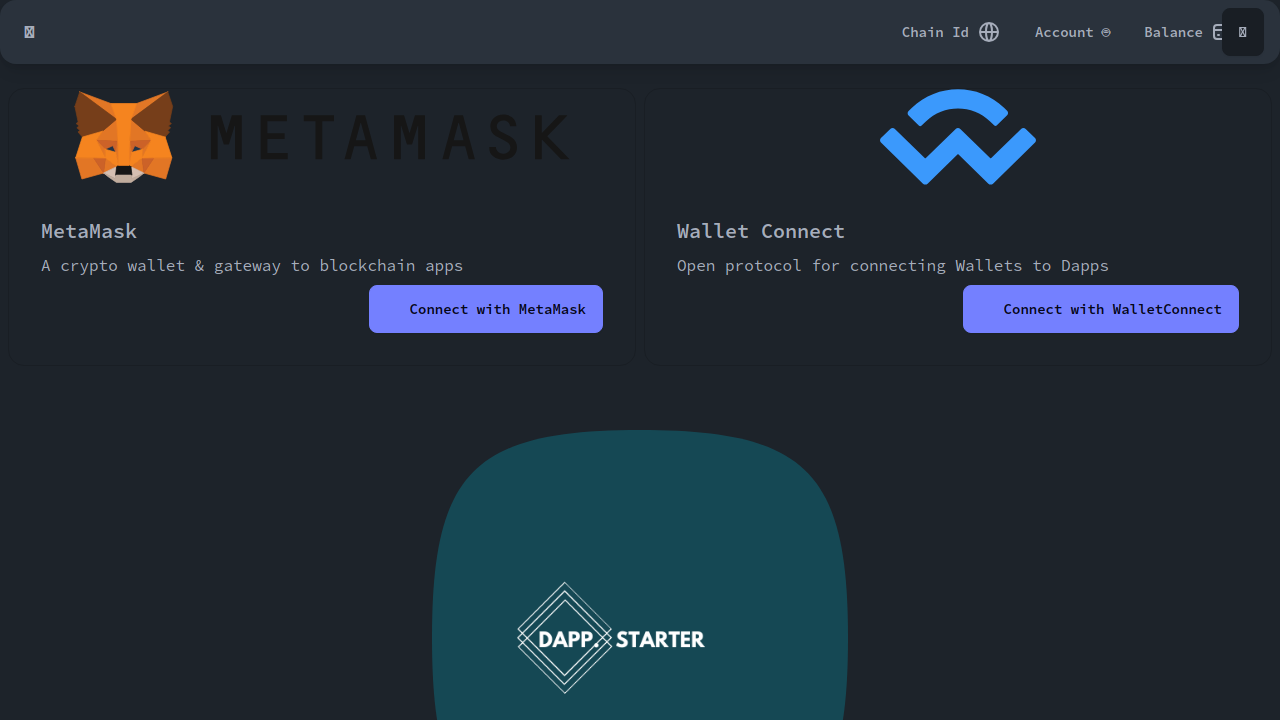 Chain Id
Account
Balance
METAMASK
MetaMask
A crypto wallet & gateway to blockchain apps
Connect with MetaMask
Wallet Connect
Open protocol for connecting Wallets to Dapps
Connect with WalletConnect
DAPP. STARTER